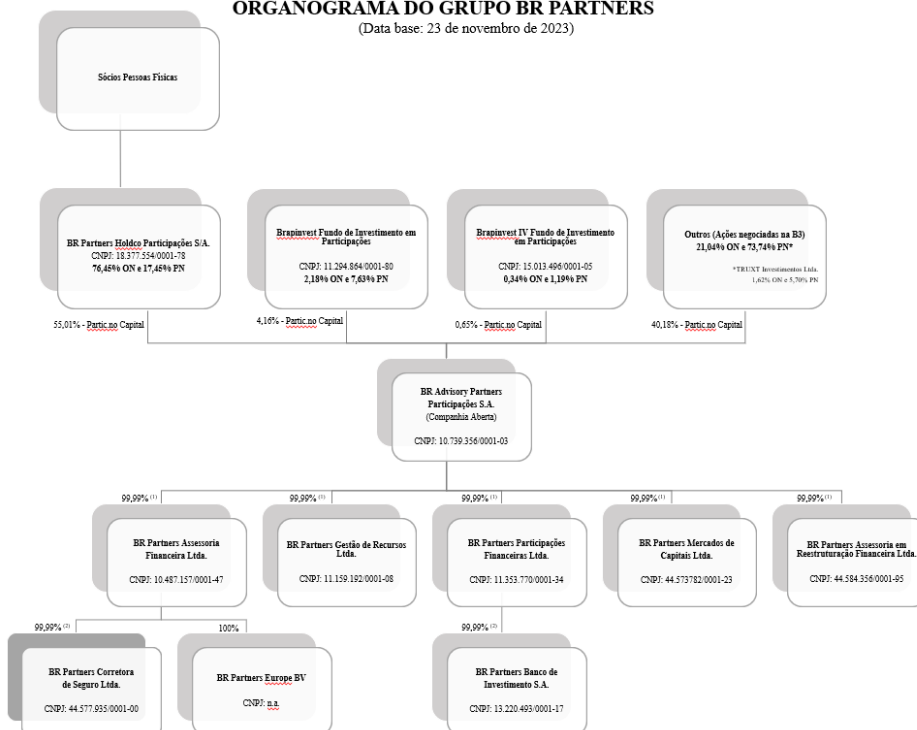 ORGANOGRAMA DO GRUPO BR PARTNERS
(Data base: 23 de novembro de 2023)
Sócios Pessoas Físicas
BR Partners Holdco Participações S/A.
CNPJ: 18.377.554/0001-78
76,45% ON e 17,45% PN
Brapinvest Fundo de Investimento em
Participações
CNPJ: 11.294.864/0001-80
2,18% ON e 7,63% PN
Brapinvest IV Fundo de Investimento
em Participações
CNPJ: 15.013.496/0001-05
0,34% ON e 1,19% PN
Outros (Ações negociadas na B3)
21,04% ON e 73,74% PN*
*TRUXT Investimentos Ltda.
1,62% ON e 5,70% PN
55,01% - Partic.no Capital
4,16% - Partic.no Capital
0,65% - Partic.no Capital
40,18% - Partic.no Capital
BR Advisory Partners
Participações S.A.
(Companhia Aberta)
CNPJ: 10.739.356/0001-03
99,99% (1)
99,99% (1)
99,99% (1)
99,99% (1)
99,99% (1)
BR Partners Assessoria
Financeira Ltda.
CNPJ: 10.487.157/0001-47
BR Partners Gestão de Recursos
Ltda.
CNPJ: 11.159.192/0001-08
BR Partners Participações
Financeiras Ltda.
CNPJ: 11.353.770/0001-34
BR Partners Mercados de
Capitais Ltda.
CNPJ: 44.573782/0001-23
BR Partners Assessoria em
Reestruturação Financeira Ltda.
CNPJ: 44.584.356/0001-95
99,99% (2)
100%
99,99% (2)
BR Partners Corretora
de Seguro Ltda.
CNPJ: 44.577.935/0001-00
BR Partners Europe BV
CNPJ: n.a.
BR Partners Banco de
Investimento S.A.
CNPJ: 13.220.493/0001-17